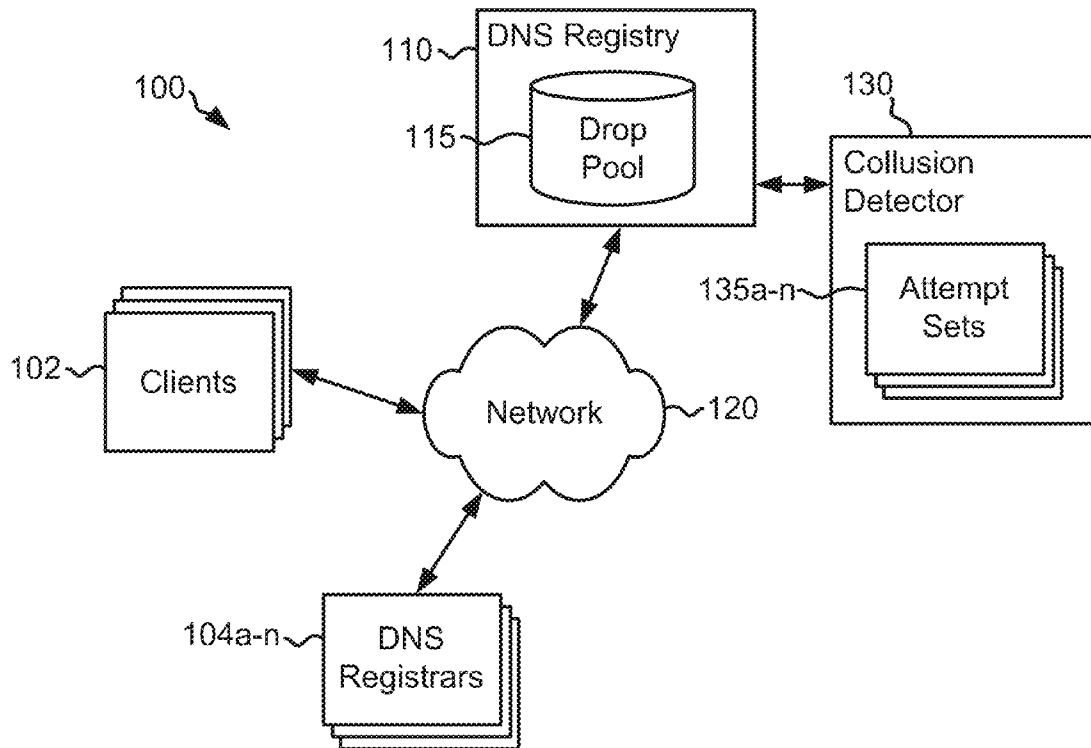 110
DNS Registry
100
115
Drop
Pool
130
Collusion
Detector
135a-n
Attempt
Sets
102
Clients
Network
120
104a-n
DNS
Registrars